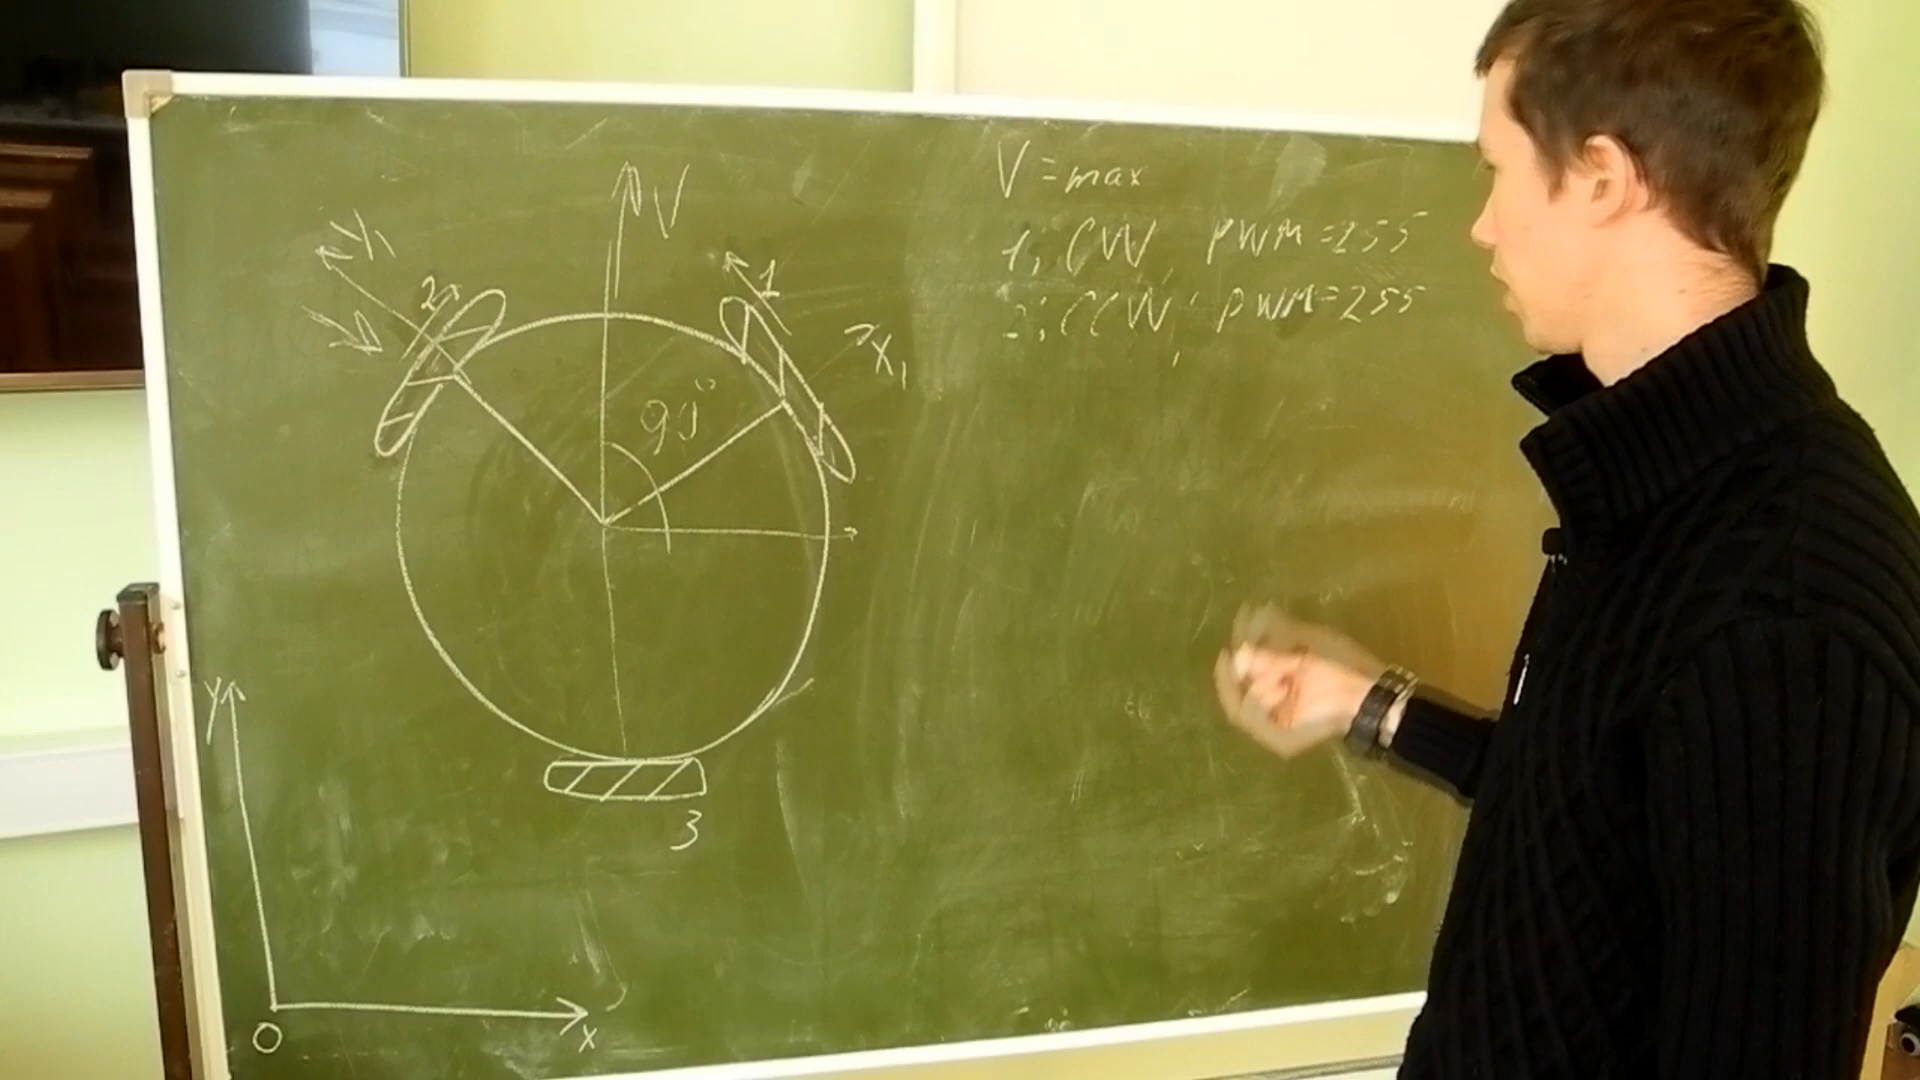 V = max
1; CW PWM = 255
2; CCW, PWM = 255
V
Y₁
2
1
X₁
90°
3
Y
O
X